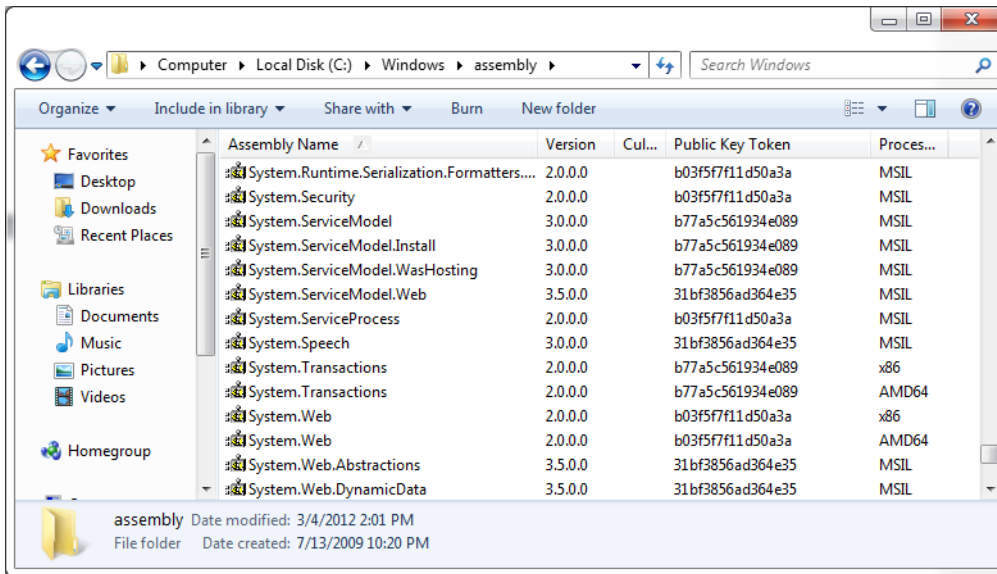 Computer Local Disk (C:) Windows assembly Search Windows
Organize Include in library Share with Burn New folder
Favorites
Desktop
Downloads
Recent Places
Libraries
Documents
Music
Pictures
Videos
Homegroup
Assembly Name Version Cul... Public Key Token Proces...
System.Runtime.Serialization.Formatters.... 2.0.0.0 b03f5f7f11d50a3a MSIL
System.Security 2.0.0.0 b03f5f7f11d50a3a MSIL
System.ServiceModel 3.0.0.0 b77a5c561934e089 MSIL
System.ServiceModel.Install 3.0.0.0 b77a5c561934e089 MSIL
System.ServiceModel.WasHosting 3.0.0.0 b77a5c561934e089 MSIL
System.ServiceModel.Web 3.5.0.0 31bf3856ad364e35 MSIL
System.ServiceProcess 2.0.0.0 b03f5f7f11d50a3a MSIL
System.Speech 3.0.0.0 31bf3856ad364e35 MSIL
System.Transactions 2.0.0.0 b77a5c561934e089 x86
System.Transactions 2.0.0.0 b77a5c561934e089 AMD64
System.Web 2.0.0.0 b03f5f7f11d50a3a x86
System.Web 2.0.0.0 b03f5f7f11d50a3a AMD64
System.Web.Abstractions 3.5.0.0 31bf3856ad364e35 MSIL
System.Web.DynamicData 3.5.0.0 31bf3856ad364e35 MSIL
assembly Date modified: 3/4/2012 2:01 PM
File folder Date created: 7/13/2009 10:20 PM